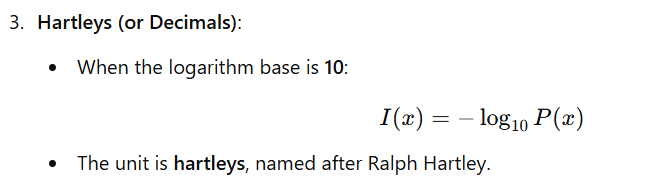 3. Hartleys (or Decimals):
• When the logarithm base is 10:
I(x) = − log₁₀ P(x)
• The unit is hartleys, named after Ralph Hartley.